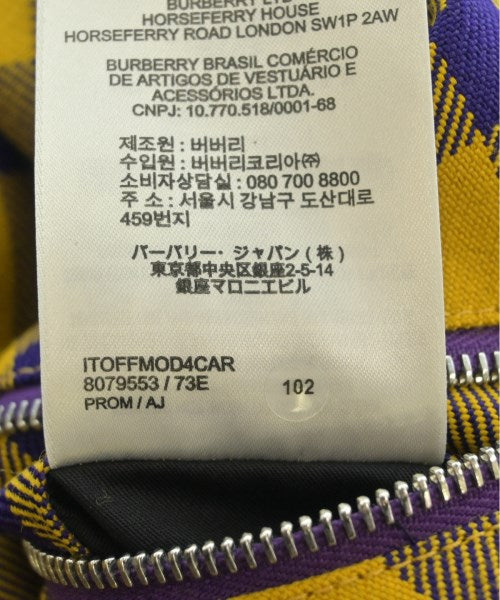 BURBERRY LTD
HORSEFERRY HOUSE
HORSEFERRY ROAD LONDON SW1P 2AW
BURBERRY BRASIL COMÉRCIO
DE ARTIGOS DE VESTUÁRIO E
ACESSÓRIOS LTDA.
CNPJ: 10.770.518/0001-68
제조원 : 버버리
수입원 : 버버리코리아㈜
소비자상담실 : 080 700 8800
주 소 : 서울시 강남구 도산대로
459번지
バーバリー・ジャパン（株）
東京都中央区銀座2-5-14
銀座マロニエビル
ITOFFMOD4CAR
8079553 / 73E
102
PROM / AJ